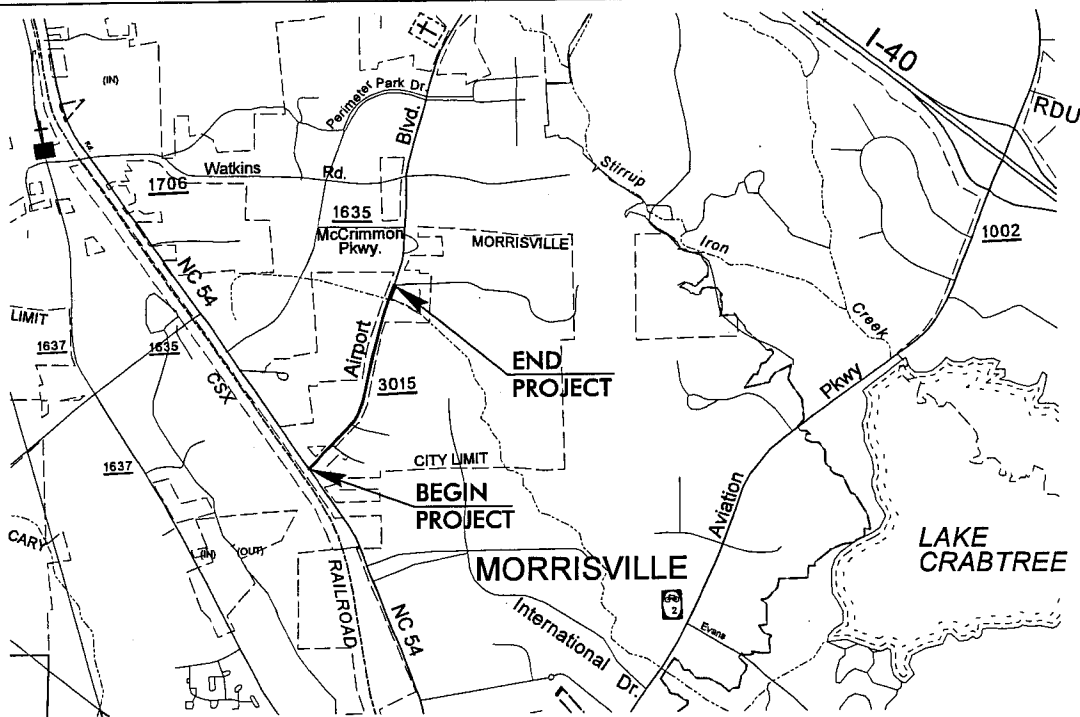 I-40
RDU
(IN)
Perimeter Park Dr.
Blvd.
Watkins Rd.
1706
Stirrup
Iron
Creek
1635
McCrimmon
Pkwy.
MORRISVILLE
1002
NC 54
LIMIT
1637
1635
Airport
CSX
3015
END
PROJECT
Pkwy
1637
CITY LIMIT
BEGIN
PROJECT
Aviation
CARY
(IN)
(OUT)
LAKE
CRABTREE
RAILROAD
MORRISVILLE
2
NC 54
International
Dr.
Evans